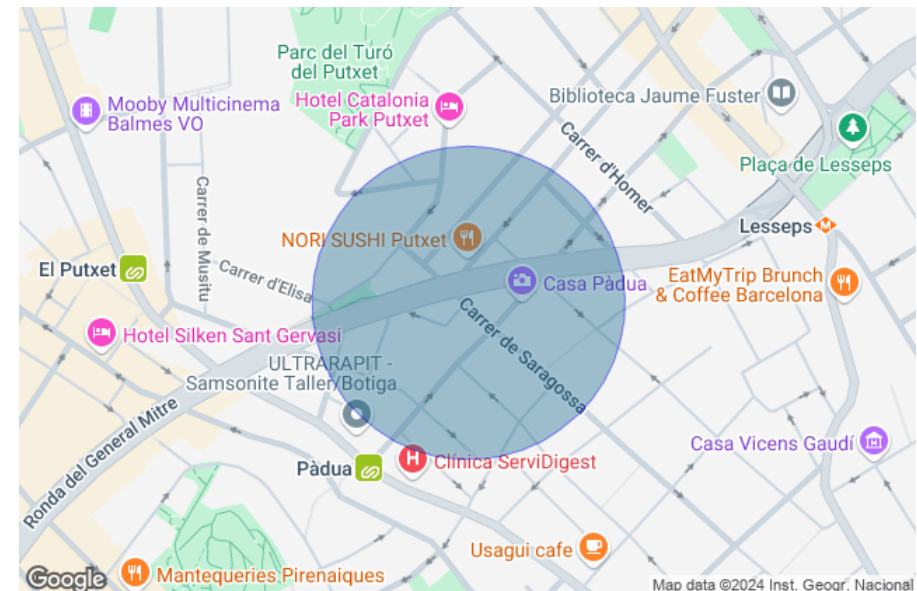 Parc del Turó
del Putxet
Mooby Multicinema
Balmes VO
Hotel Catalonia
Park Putxet
Biblioteca Jaume Fuster
Plaça de Lesseps
Carrer d'Homer
Carrer de Musitu
Lesseps
M
NORI SUSHI Putxet
El Putxet
Carrer d'Elisa
Casa Pàdua
EatMyTrip Brunch
& Coffee Barcelona
Hotel Silken Sant Gervasi
Carrer de Saragossa
ULTRARAPIT -
Samsonite Taller/Botiga
Ronda del General Mitre
Casa Vicens Gaudí
Pàdua
H
Clínica ServiDigest
Usagui cafe
Mantequeries Pirenaiques
Google
Map data ©2024 Inst. Geogr. Nacional